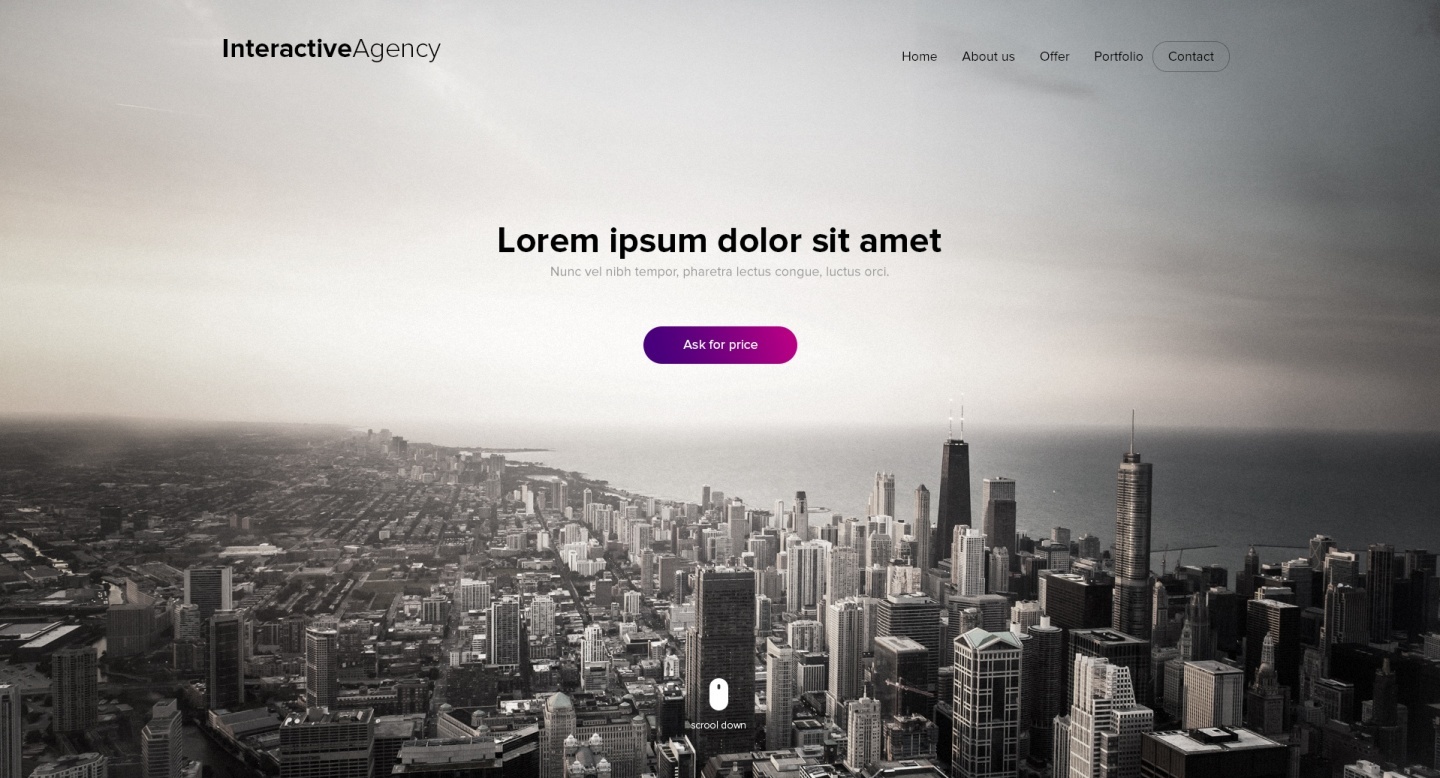 InteractiveAgency
Home About us Offer Portfolio Contact
Lorem ipsum dolor sit amet
Nunc vel nibh tempor, pharetra lectus congue, luctus orci.
Ask for price
scrool down